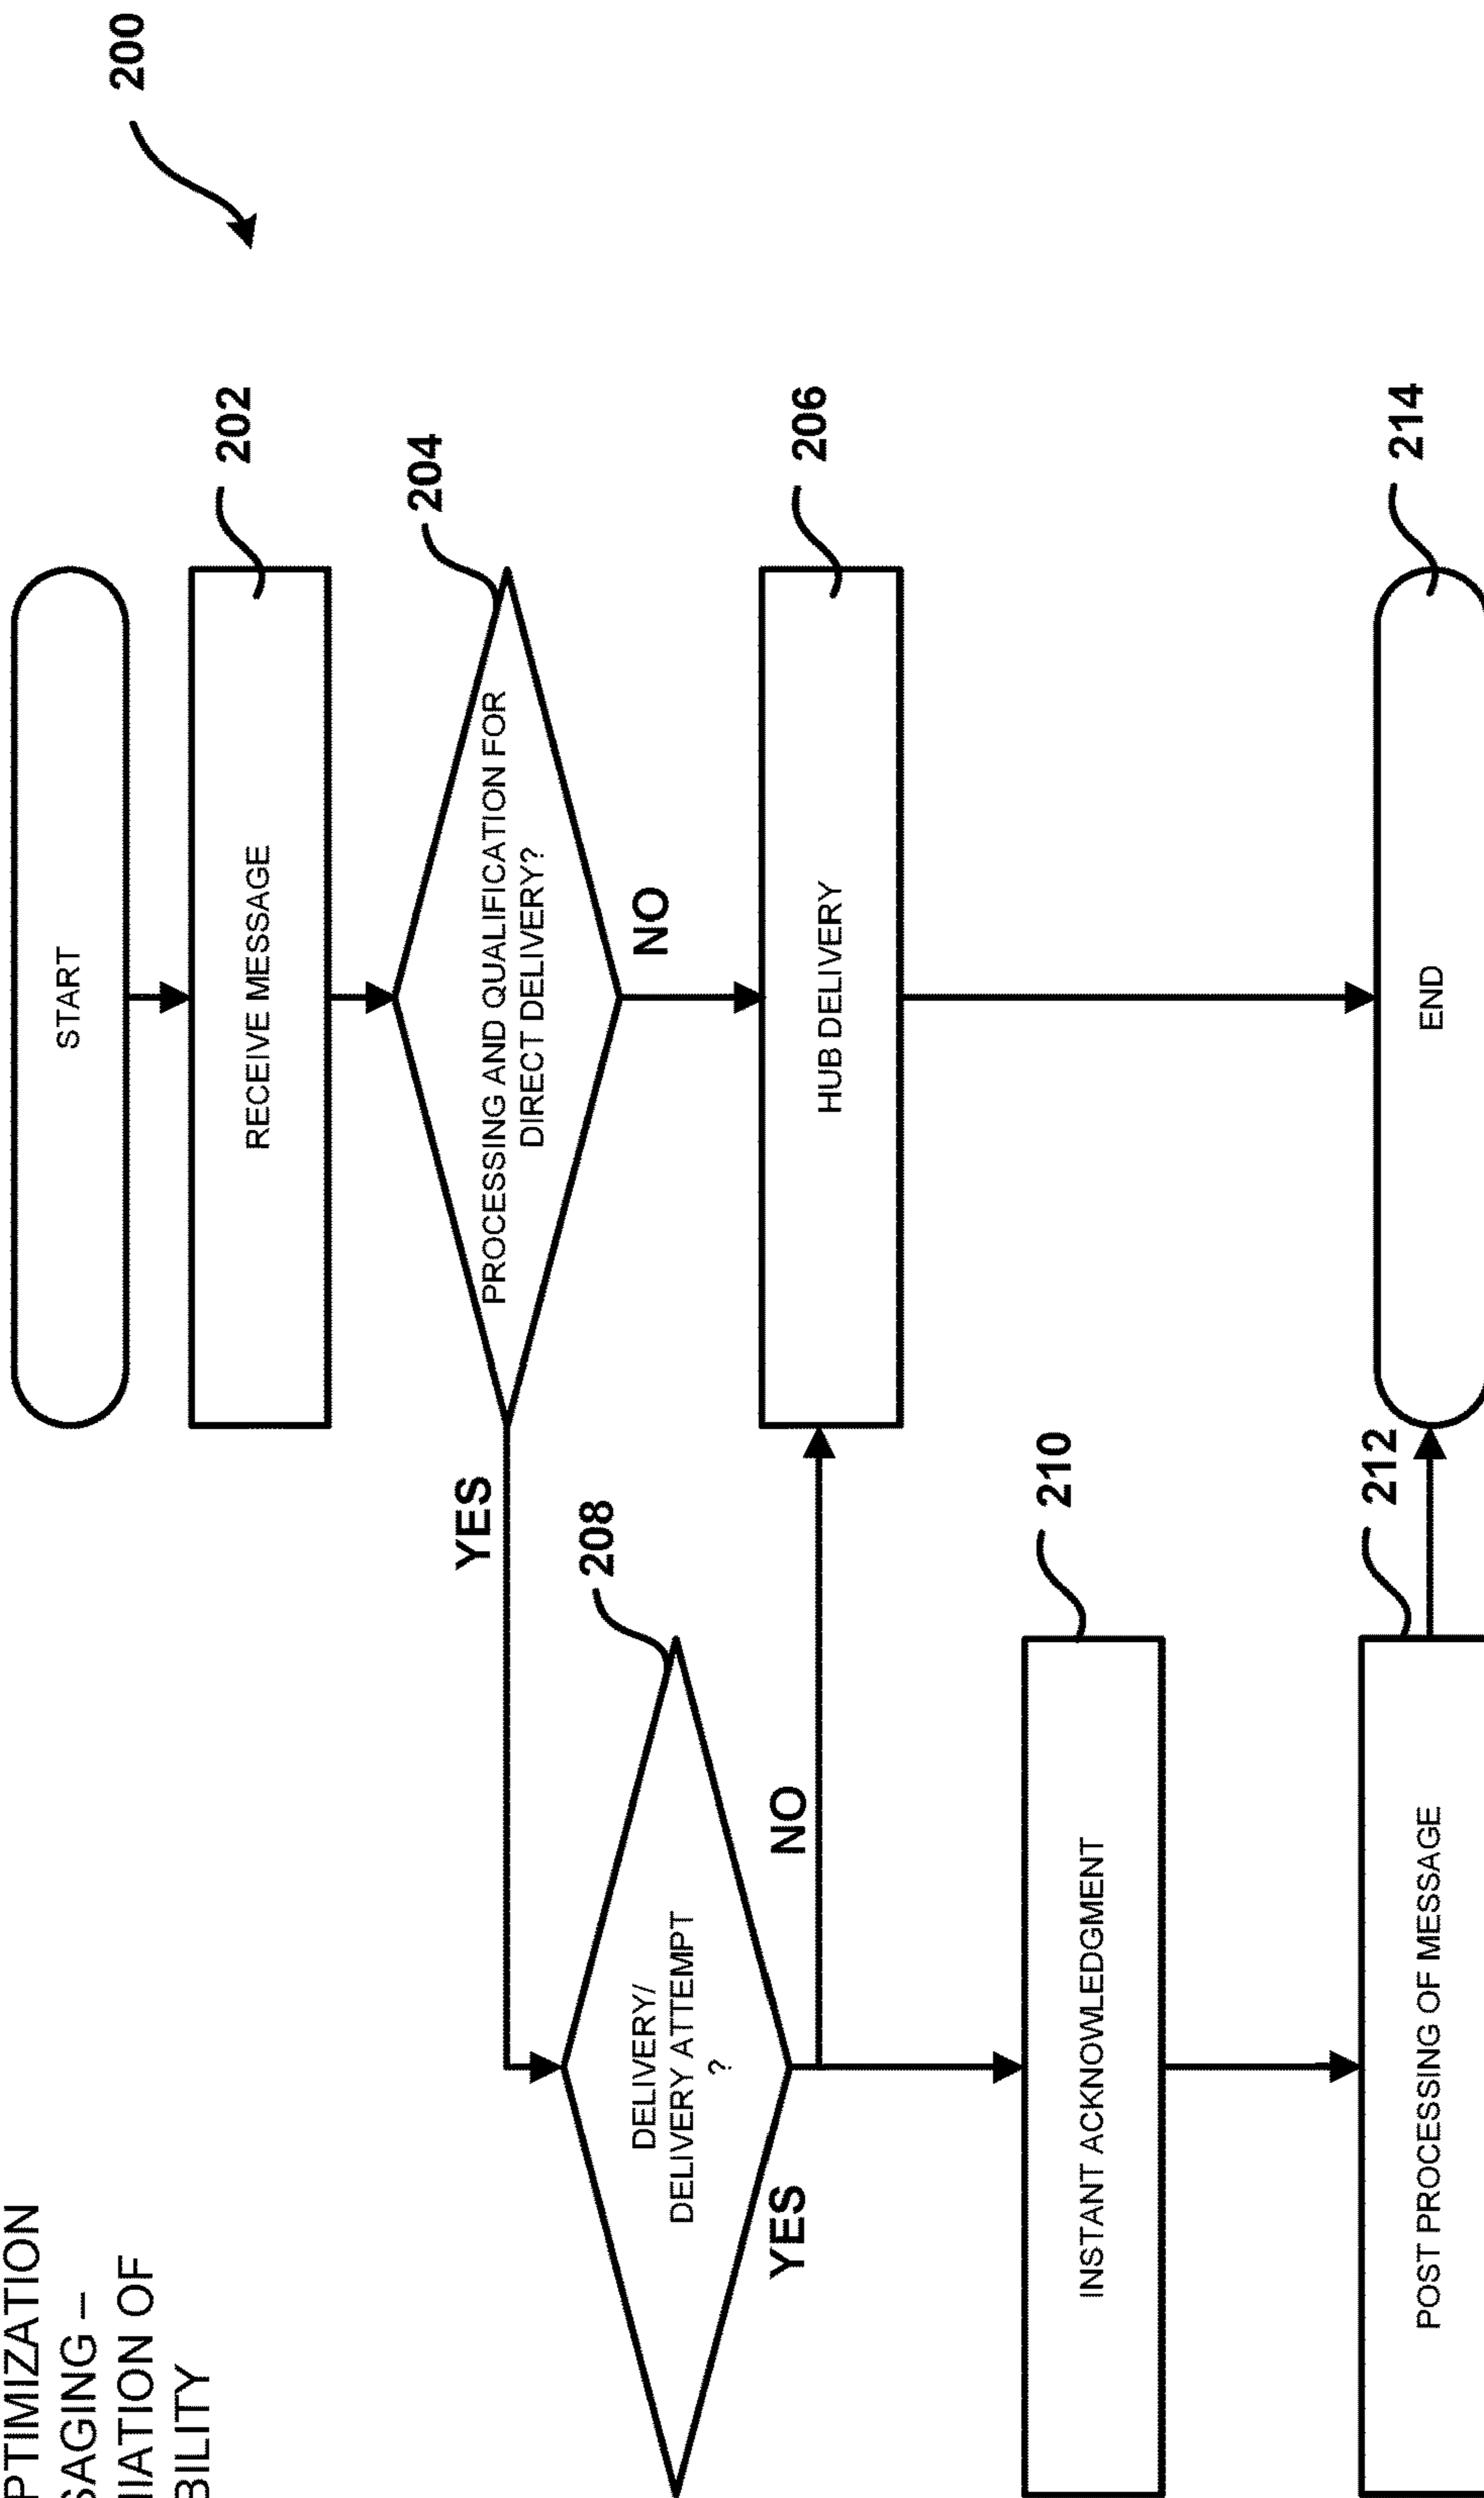 200
START
202
RECEIVE MESSAGE
204
PROCESSING AND QUALIFICATION FOR
DIRECT DELIVERY?
YES
NO
206
HUB DELIVERY
208
DELIVERY/
DELIVERY ATTEMPT
?
NO
YES
210
INSTANT ACKNOWLEDGMENT
212
POST PROCESSING OF MESSAGE
214
END